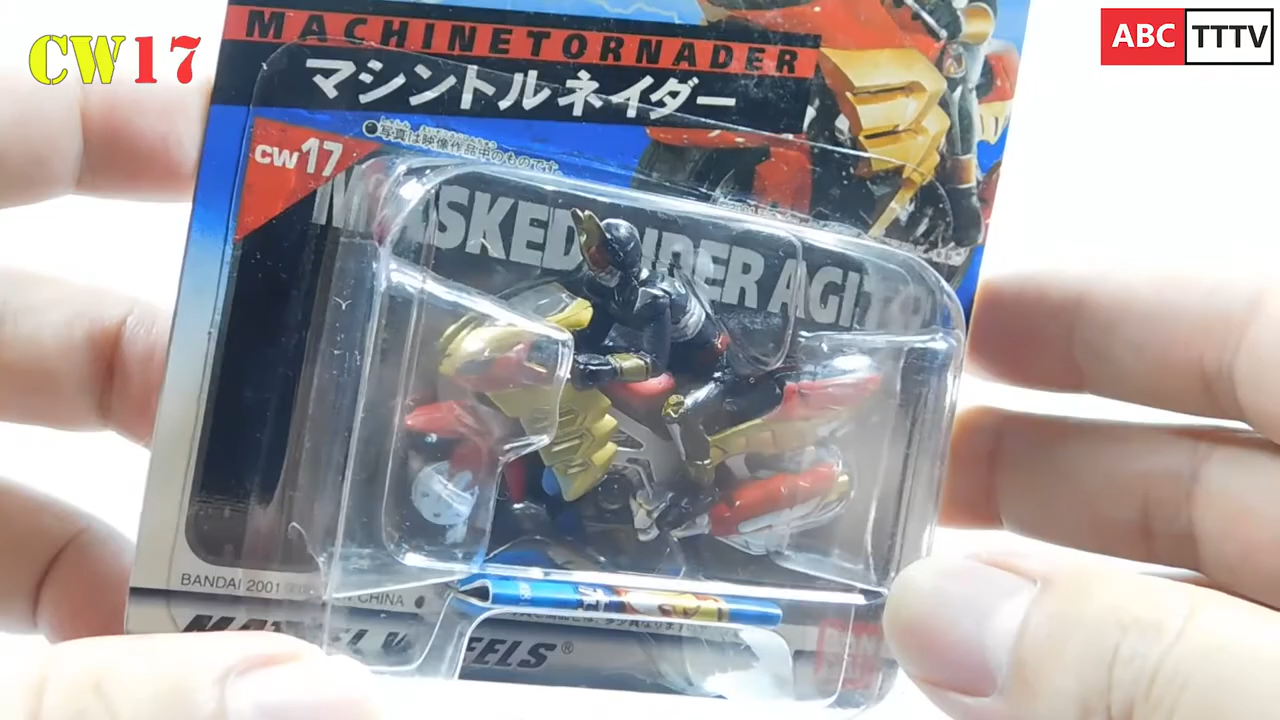 CW17
ABC TTTV
MACHINETORNADER
マシントルネイダー
●写真は映像作品中のものです。
CW17
MASKED RIDER AGITO
BANDAI 2001
CHINA
WHEELS®